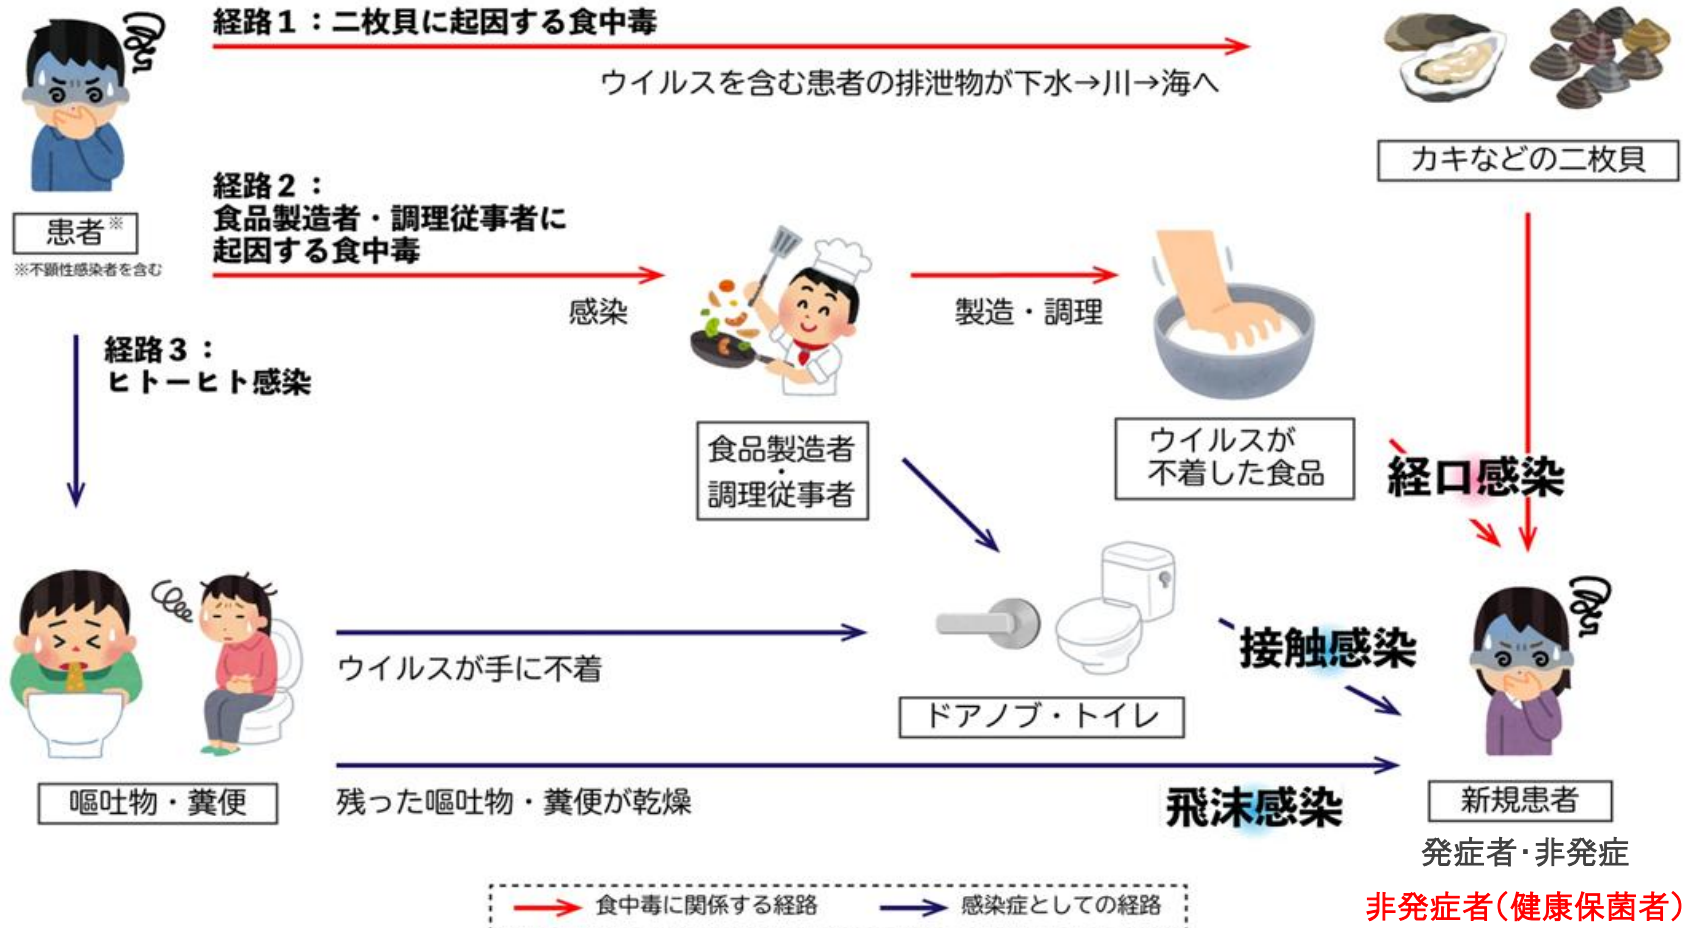 経路１：二枚貝に起因する食中毒
ウイルスを含む患者の排泄物が下水→川→海へ
カキなどの二枚貝
患者※
※不顕性感染者を含む
経路２：
食品製造者・調理従事者に
起因する食中毒
感染
製造・調理
経路３：
ヒトーヒト感染
食品製造者
・
調理従事者
ウイルスが
不着した食品
経口感染
ウイルスが手に不着
接触感染
ドアノブ・トイレ
嘔吐物・糞便
残った嘔吐物・糞便が乾燥
飛沫感染
新規患者
発症者・非発症
非発症者（健康保菌者）
食中毒に関係する経路
感染症としての経路